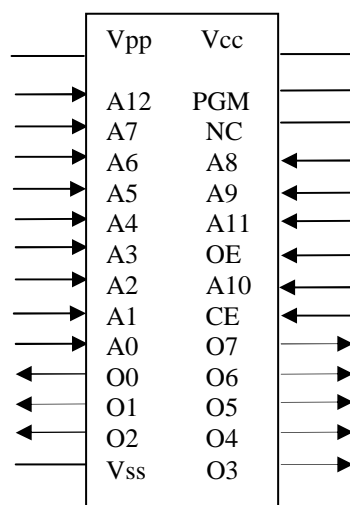 Vpp Vcc
A12 PGM
A7 NC
A6 A8
A5 A9
A4 A11
A3 OE
A2 A10
A1 CE
A0 O7
O0 O6
O1 O5
O2 O4
Vss O3